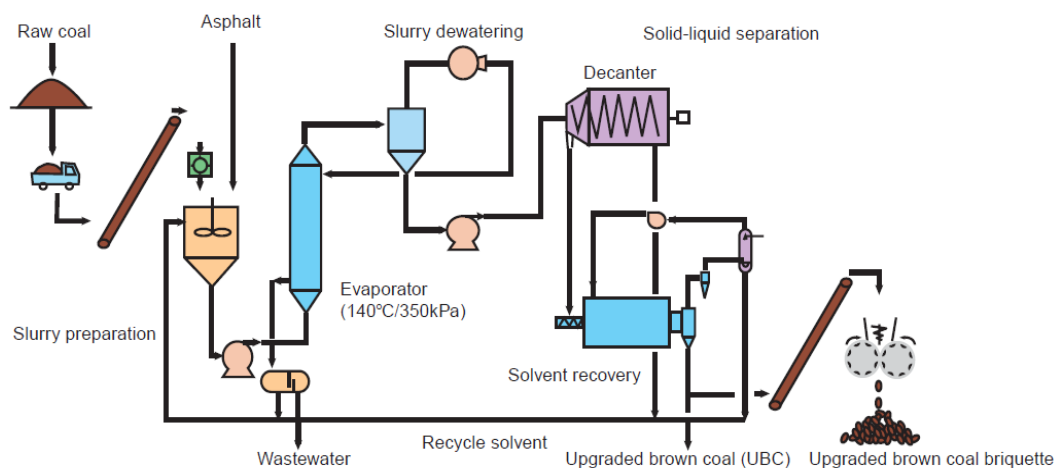 Raw coal
Asphalt
Slurry dewatering
Solid-liquid separation
Decanter
Evaporator
(140ºC/350kPa)
Slurry preparation
Solvent recovery
Recycle solvent
Wastewater
Upgraded brown coal (UBC)
Upgraded brown coal briquette